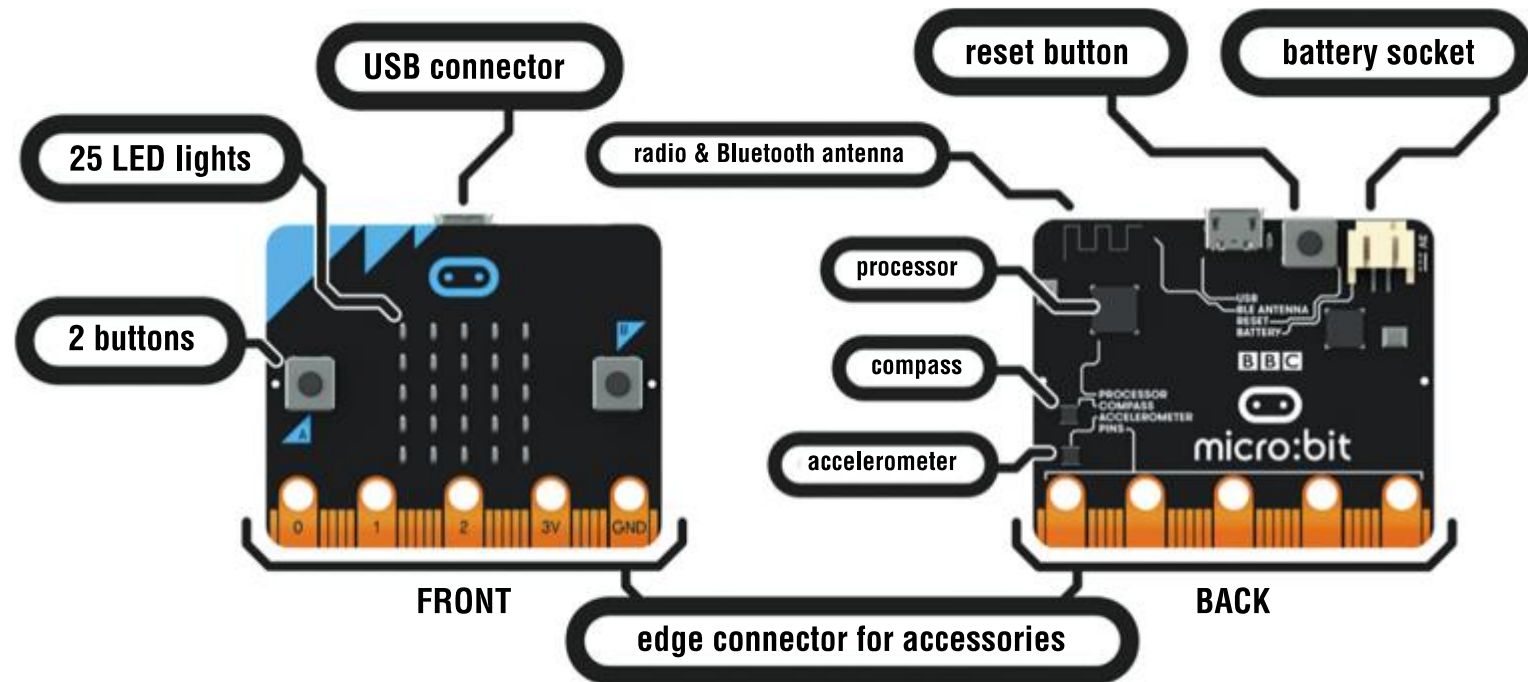 USB connector
reset button
battery socket
25 LED lights
radio & Bluetooth antenna
processor
2 buttons
compass
accelerometer
A
B
0
1
2
3V
GND
USB
BLE ANTENNA
RESET
BATTERY
BBC
PROCESSOR
COMPASS
ACCELEROMETER
PINS
micro:bit
FRONT
BACK
edge connector for accessories